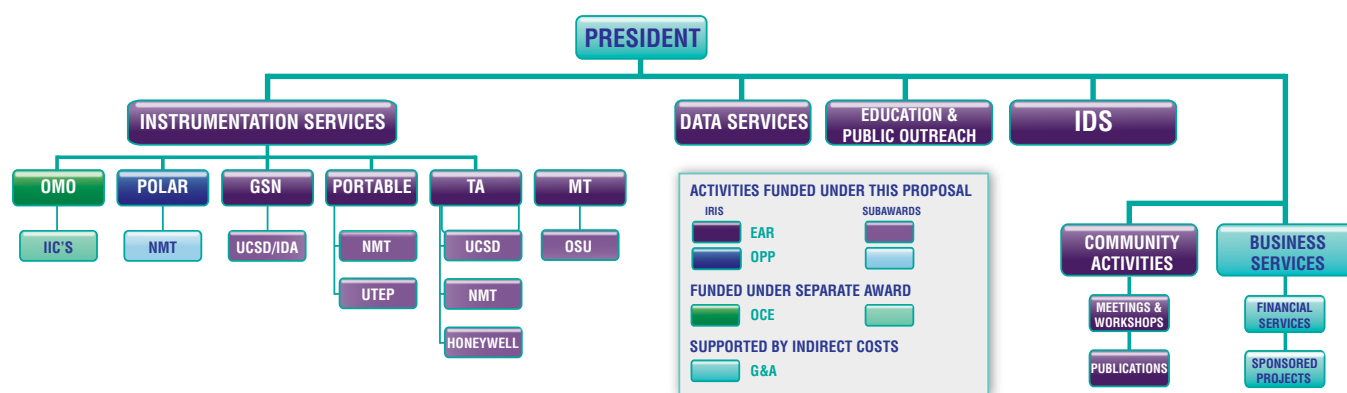 PRESIDENT
INSTRUMENTATION SERVICES
DATA SERVICES
EDUCATION &
PUBLIC OUTREACH
IDS
OMO
POLAR
GSN
PORTABLE
TA
MT
IIC'S
NMT
UCSD/IDA
NMT
UCSD
OSU
UTEP
NMT
HONEYWELL
ACTIVITIES FUNDED UNDER THIS PROPOSAL
IRIS
SUBAWARDS
EAR
OPP
FUNDED UNDER SEPARATE AWARD
OCE
SUPPORTED BY INDIRECT COSTS
G&A
COMMUNITY
ACTIVITIES
BUSINESS
SERVICES
MEETINGS &
WORKSHOPS
FINANCIAL
SERVICES
PUBLICATIONS
SPONSORED
PROJECTS